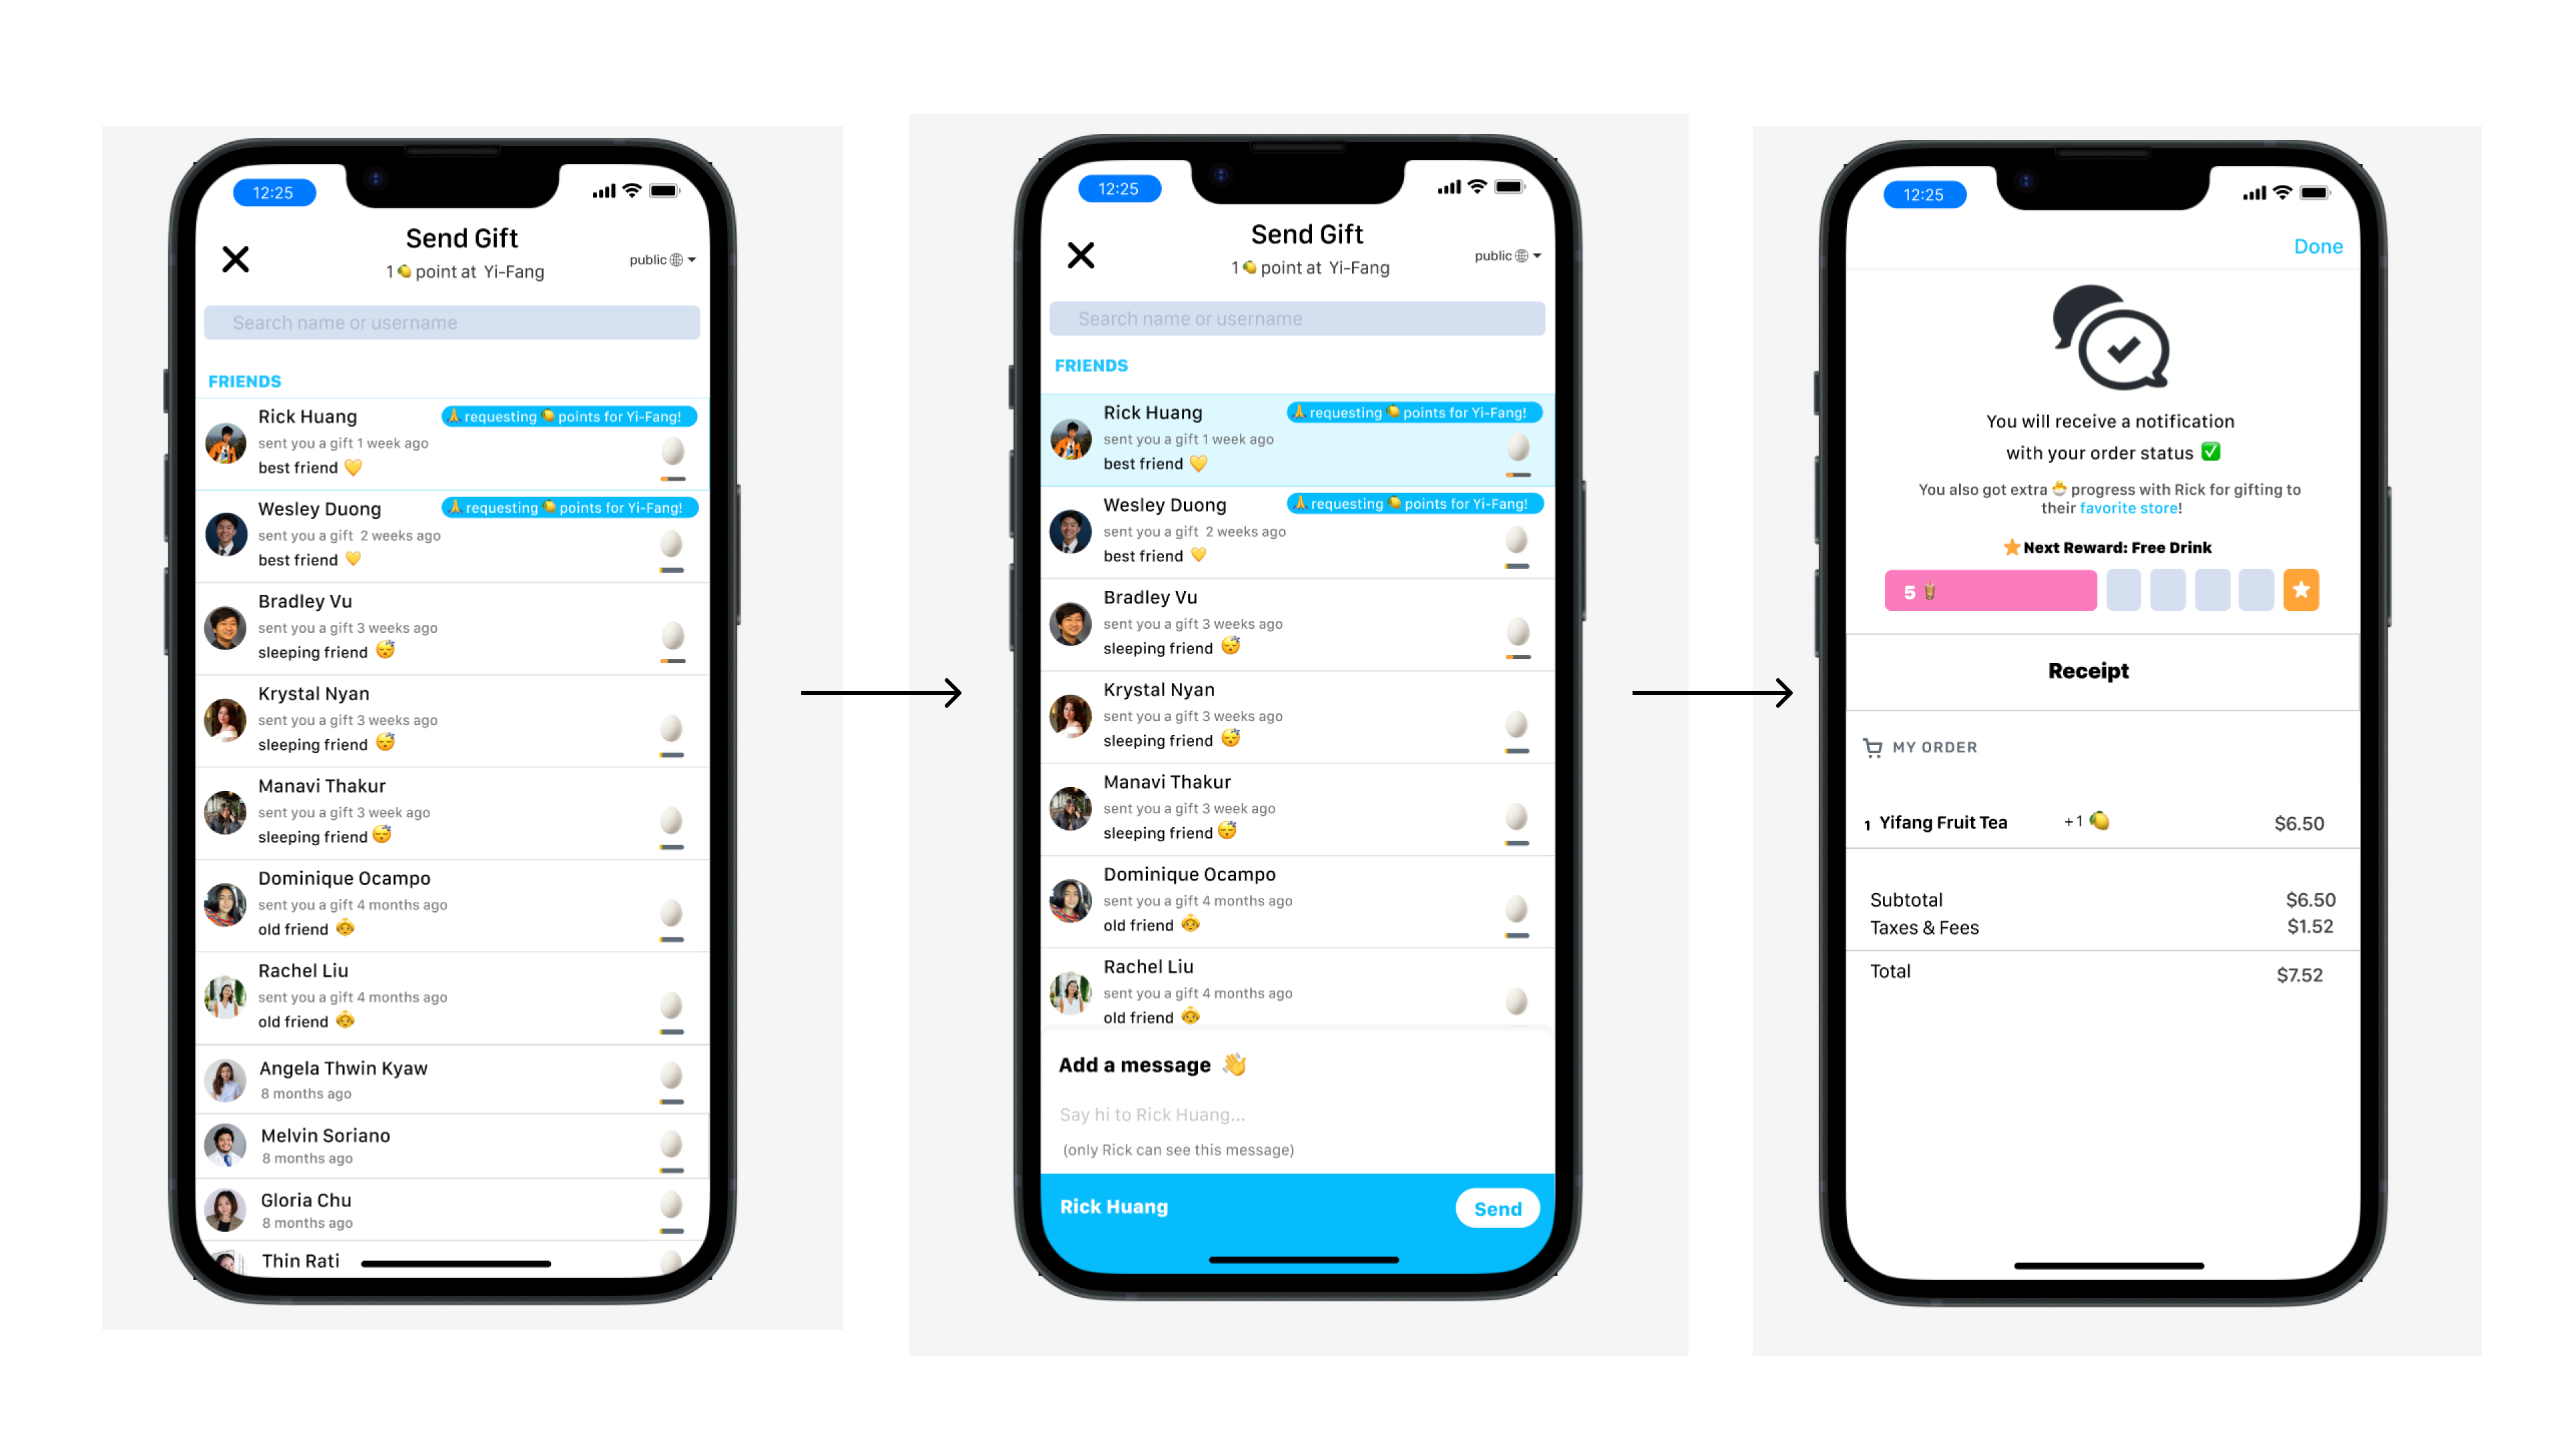 12:25
Send Gift
1 🍋 point at Yi-Fang
public
Search name or username
FRIENDS
Rick Huang
🙏 requesting 🍋 points for Yi-Fang!
sent you a gift 1 week ago
best friend 💛
Wesley Duong
🙏 requesting 🍋 points for Yi-Fang!
sent you a gift 2 weeks ago
best friend 💛
Bradley Vu
sent you a gift 3 weeks ago
sleeping friend 😴
Krystal Nyan
sent you a gift 3 weeks ago
sleeping friend 😴
Manavi Thakur
sent you a gift 3 week ago
sleeping friend 😴
Dominique Ocampo
sent you a gift 4 months ago
old friend 👵
Rachel Liu
sent you a gift 4 months ago
old friend 👵
Angela Thwin Kyaw
8 months ago
Melvin Soriano
8 months ago
Gloria Chu
8 months ago
Thin Rati
12:25
Send Gift
1 🍋 point at Yi-Fang
public
Search name or username
FRIENDS
Rick Huang
🙏 requesting 🍋 points for Yi-Fang!
sent you a gift 1 week ago
best friend 💛
Wesley Duong
🙏 requesting 🍋 points for Yi-Fang!
sent you a gift 2 weeks ago
best friend 💛
Bradley Vu
sent you a gift 3 weeks ago
sleeping friend 😴
Krystal Nyan
sent you a gift 3 weeks ago
sleeping friend 😴
Manavi Thakur
sent you a gift 3 week ago
sleeping friend 😴
Dominique Ocampo
sent you a gift 4 months ago
old friend 👵
Rachel Liu
sent you a gift 4 months ago
old friend 👵
Add a message 👋
Say hi to Rick Huang...
(only Rick can see this message)
Rick Huang
Send
12:25
Done
You will receive a notification
with your order status ✅
You also got extra 🐣 progress with Rick for gifting to
their favorite store!
⭐Next Reward: Free Drink
5 🧋
Receipt
MY ORDER
1 Yifang Fruit Tea +1 🍋 $6.50
Subtotal $6.50
Taxes & Fees $1.52
Total $7.52